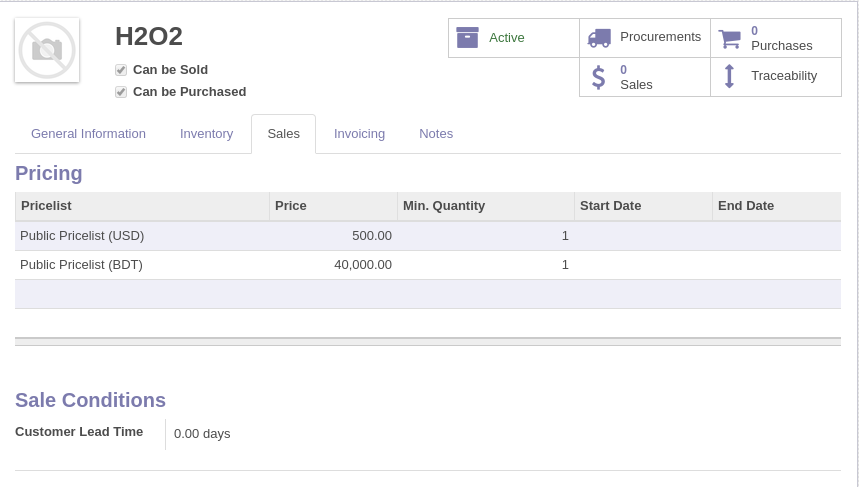 H2O2
Can be Sold
Can be Purchased
Active
Procurements
0
Purchases
0
Sales
Traceability
General Information Inventory Sales Invoicing Notes
Pricing
Pricelist Price Min. Quantity Start Date End Date
Public Pricelist (USD) 500.00 1
Public Pricelist (BDT) 40,000.00 1
Sale Conditions
Customer Lead Time 0.00 days